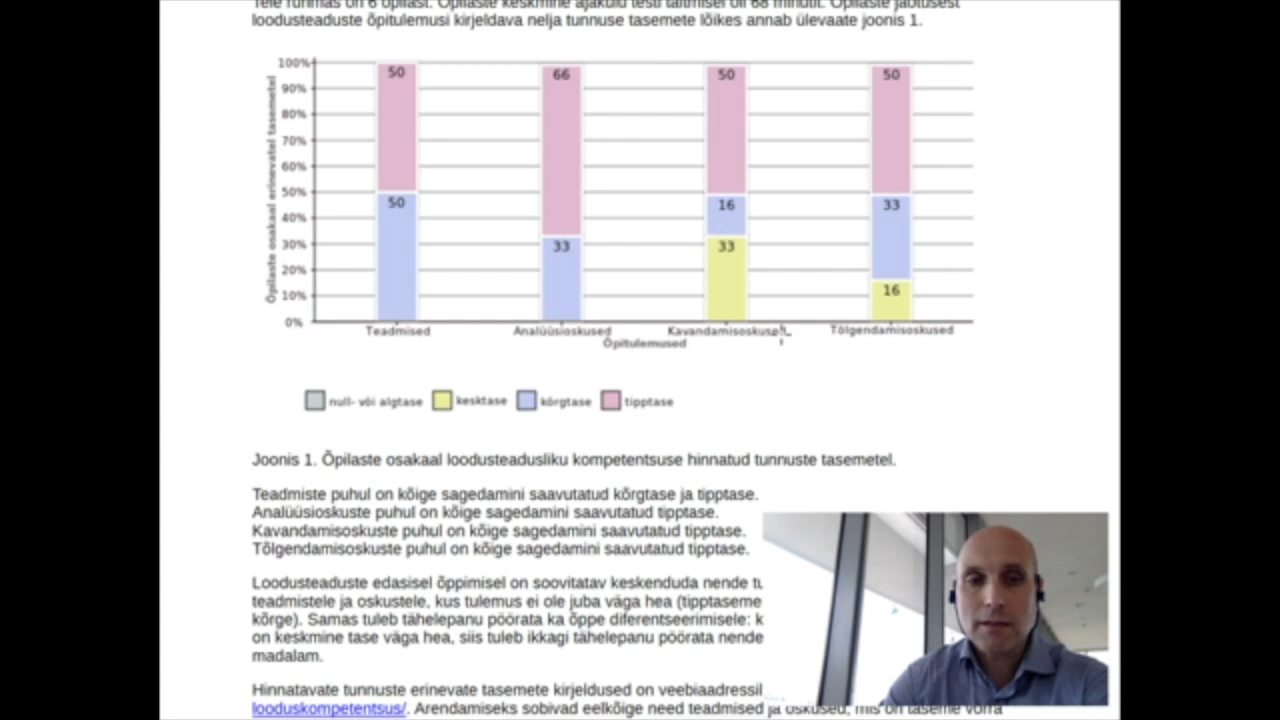 Teie rühmas on 6 õpilast. Õpilaste keskmine ajakulu testi täitmisel oli 68 minutit. Õpilaste jaotusest
loodusteaduste õpitulemusi kirjeldava nelja tunnuse tasemete lõikes annab ülevaate joonis 1.
Õpilaste osakaal erinevatel tasemetel
100%
90%
80%
70%
60%
50%
40%
30%
20%
10%
0%
50 66 50 50
50 33 16 33
33 16
Teadmised Analüüsioskused Kavandamisoskused Tõlgendamisoskused
Õpitulemused
null- või algtase kesktase kõrgtase tipptase
Joonis 1. Õpilaste osakaal loodusteadusliku kompetentsuse hinnatud tunnuste tasemetel.
Teadmiste puhul on kõige sagedamini saavutatud kõrgtase ja tipptase.
Analüüsioskuste puhul on kõige sagedamini saavutatud tipptase.
Kavandamisoskuste puhul on kõige sagedamini saavutatud tipptase.
Tõlgendamisoskuste puhul on kõige sagedamini saavutatud tipptase.
Loodusteaduste edasisel õppimisel on soovitatav keskenduda nende
teadmistele ja oskustele, kus tulemus ei ole juba väga hea (tipptaseme
kõrge). Samas tuleb tähelepanu pöörata ka õppe diferentseerimisele: k
on keskmine tase väga hea, siis tuleb ikkagi tähelepanu pöörata nende
madalam.
Hinnatavate tunnuste erinevate tasemete kirjeldused on veebiaadressil
looduskompetentsus/. Arendamiseks sobivad eelkõige need teadmised ja oskused, mis on taseme võrra